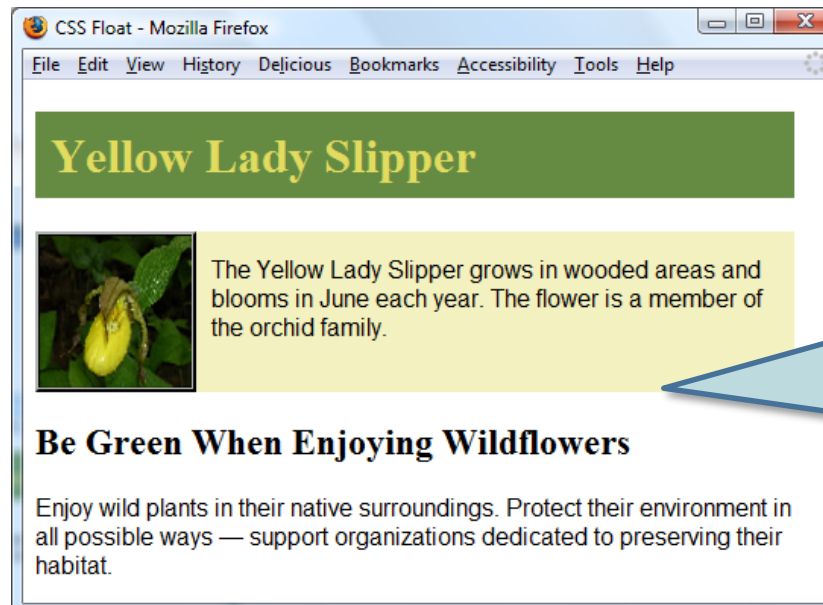 CSS Float - Mozilla Firefox
File Edit View History Delicious Bookmarks Accessibility Tools Help
Yellow Lady Slipper
The Yellow Lady Slipper grows in wooded areas and
blooms in June each year. The flower is a member of
the orchid family.
Be Green When Enjoying Wildflowers
Enjoy wild plants in their native surroundings. Protect their environment in
all possible ways — support organizations dedicated to preserving their
habitat.